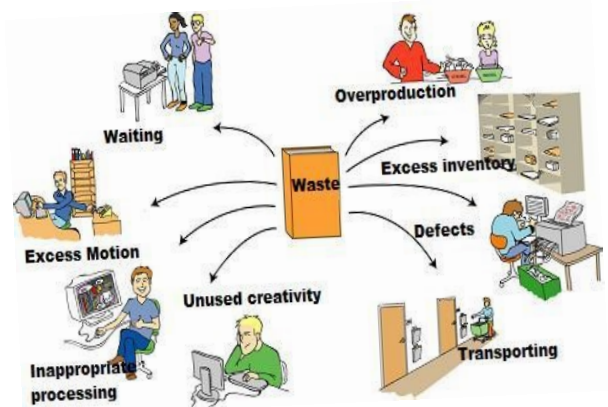 Overproduction
Waiting
Excess inventory
Waste
Defects
Excess Motion
Unused creativity
Transporting
Inappropriate
processing